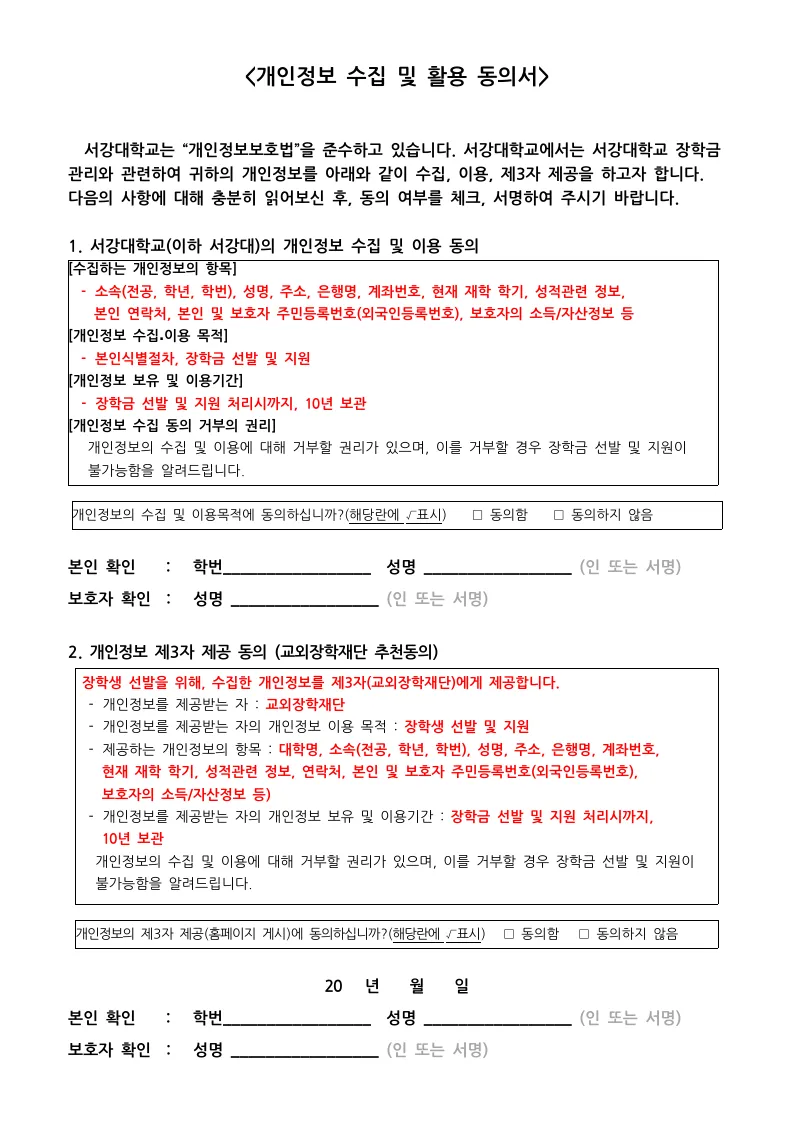 <개인정보 수집 및 활용 동의서>
서강대학교는 “개인정보보호법”을 준수하고 있습니다. 서강대학교에서는 서강대학교 장학금
관리와 관련하여 귀하의 개인정보를 아래와 같이 수집, 이용, 제3자 제공을 하고자 합니다.
다음의 사항에 대해 충분히 읽어보신 후, 동의 여부를 체크, 서명하여 주시기 바랍니다.
1. 서강대학교(이하 서강대)의 개인정보 수집 및 이용 동의
[수집하는 개인정보의 항목]
- 소속(전공, 학년, 학번), 성명, 주소, 은행명, 계좌번호, 현재 재학 학기, 성적관련 정보,
본인 연락처, 본인 및 보호자 주민등록번호(외국인등록번호), 보호자의 소득/자산정보 등
[개인정보 수집.이용 목적]
- 본인식별절차, 장학금 선발 및 지원
[개인정보 보유 및 이용기간]
- 장학금 선발 및 지원 처리시까지, 10년 보관
[개인정보 수집 동의 거부의 권리]
개인정보의 수집 및 이용에 대해 거부할 권리가 있으며, 이를 거부할 경우 장학금 선발 및 지원이
불가능함을 알려드립니다.
개인정보의 수집 및 이용목적에 동의하십니까?(해당란에 √표시) □ 동의함 □ 동의하지 않음
본인 확인 : 학번_________________ 성명 _________________ (인 또는 서명)
보호자 확인 : 성명 _________________ (인 또는 서명)
2. 개인정보 제3자 제공 동의 (교외장학재단 추천동의)
장학생 선발을 위해, 수집한 개인정보를 제3자(교외장학재단)에게 제공합니다.
- 개인정보를 제공받는 자 : 교외장학재단
- 개인정보를 제공받는 자의 개인정보 이용 목적 : 장학생 선발 및 지원
- 제공하는 개인정보의 항목 : 대학명, 소속(전공, 학년, 학번), 성명, 주소, 은행명, 계좌번호,
현재 재학 학기, 성적관련 정보, 연락처, 본인 및 보호자 주민등록번호(외국인등록번호),
보호자의 소득/자산정보 등)
- 개인정보를 제공받는 자의 개인정보 보유 및 이용기간 : 장학금 선발 및 지원 처리시까지,
10년 보관
개인정보의 수집 및 이용에 대해 거부할 권리가 있으며, 이를 거부할 경우 장학금 선발 및 지원이
불가능함을 알려드립니다.
개인정보의 제3자 제공(홈페이지 게시)에 동의하십니까?(해당란에 √표시) □ 동의함 □ 동의하지 않음
20 년 월 일
본인 확인 : 학번_________________ 성명 _________________ (인 또는 서명)
보호자 확인 : 성명 _________________ (인 또는 서명)